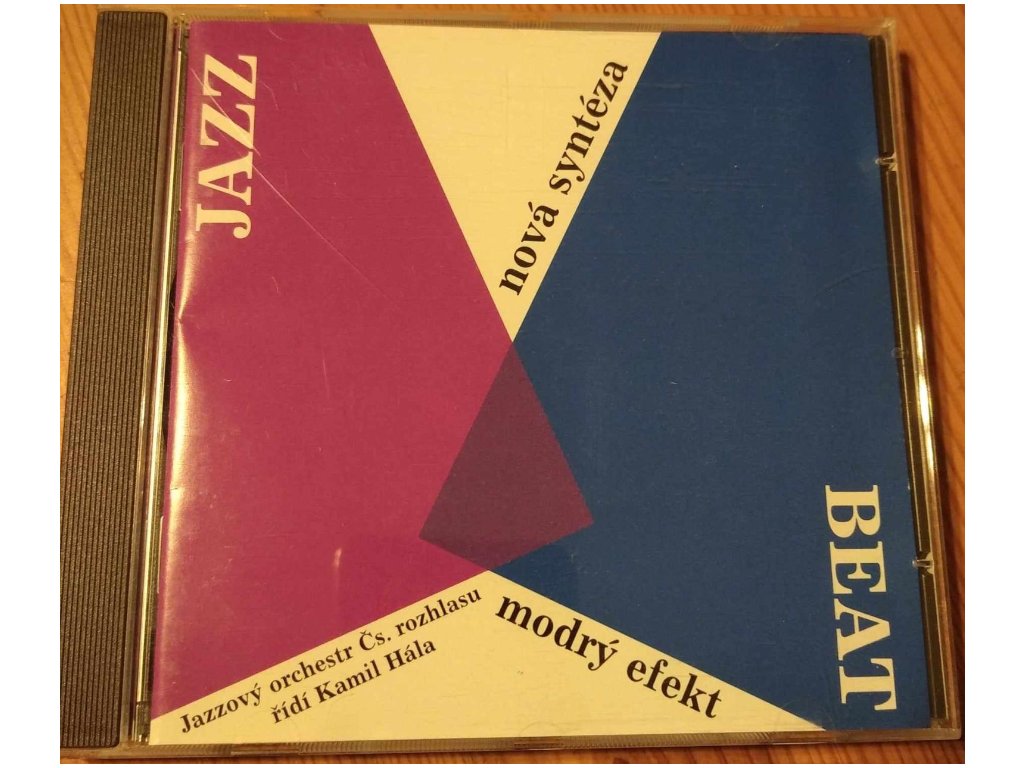 JAZZ
nová syntéza
BEAT
modrý efekt
Jazzový orchestr Čs. rozhlasu
řídí Kamil Hála